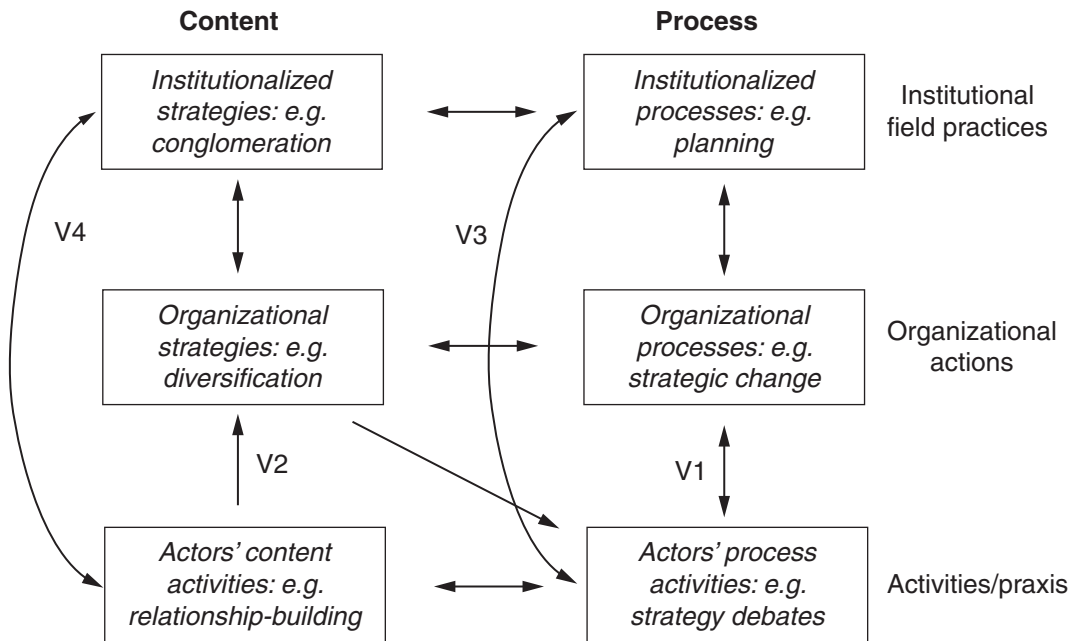 Content
Process
Institutionalized
strategies: e.g.
conglomeration
Institutionalized
processes: e.g.
planning
Institutional
field practices
V4
V3
Organizational
strategies: e.g.
diversification
Organizational
processes: e.g.
strategic change
Organizational
actions
V2
V1
Actors’ content
activities: e.g.
relationship-building
Actors’ process
activities: e.g.
strategy debates
Activities/praxis